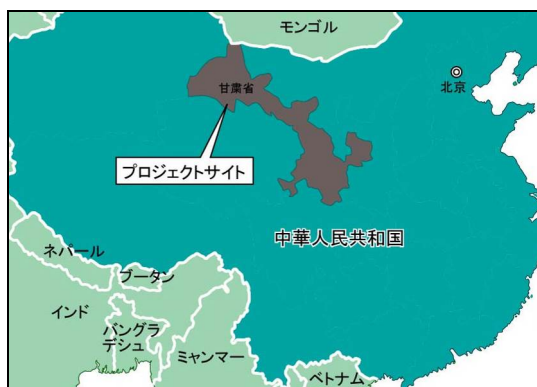 モンゴル
甘粛省
北京
プロジェクトサイト
中華人民共和国
ネパール
ブータン
インド
バングラ
デシュ
ミャンマー
ベトナム